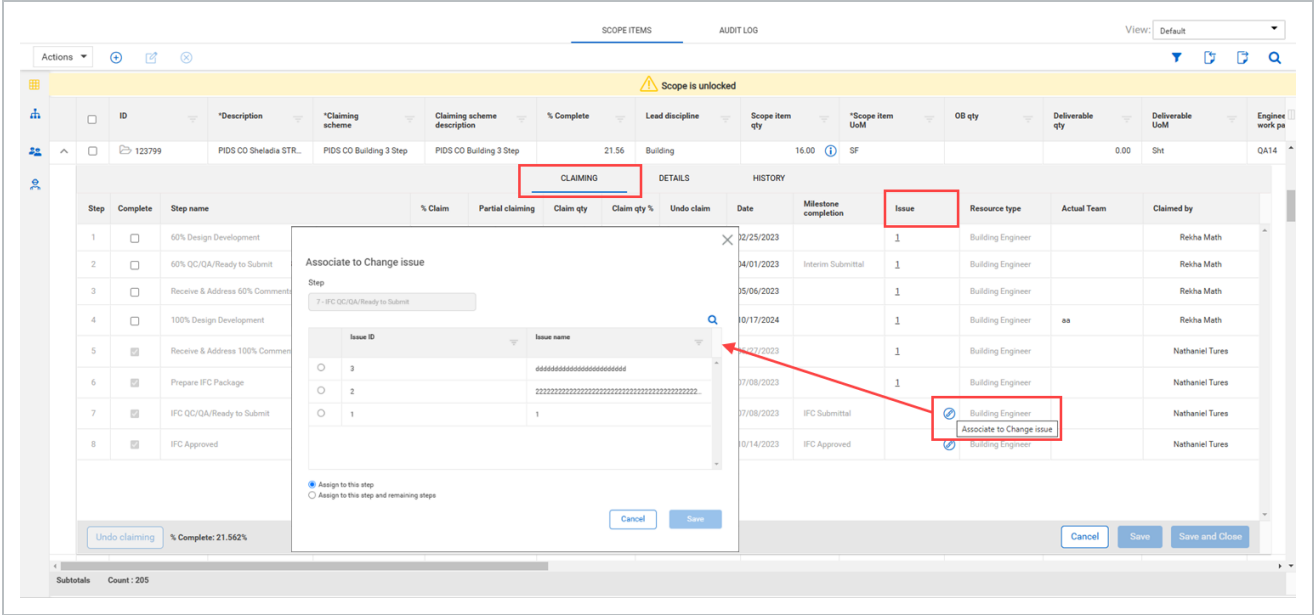 SCOPE ITEMS AUDIT LOG View: Default
Actions
Scope is unlocked
ID *Description *Claiming scheme Claiming scheme description % Complete Lead discipline Scope item qty *Scope item UoM OB qty Deliverable qty Deliverable UoM Enginee work pa
123799 PIDS CO Sheladia STR... PIDS CO Building 3 Step PIDS CO Building 3 Step 21.56 Building 16.00 SF 0.00 Sht QA14
CLAIMING DETAILS HISTORY
Step Complete Step name % Claim Partial claiming Claim qty Claim qty % Undo claim Date Milestone completion Issue Resource type Actual Team Claimed by
1 60% Design Development 02/25/2023 1 Building Engineer Rekha Math
2 60% QC/QA/Ready to Submit 04/01/2023 Interim Submittal 1 Building Engineer Rekha Math
3 Receive & Address 60% Comments 05/06/2023 1 Building Engineer Rekha Math
4 100% Design Development 10/17/2024 1 Building Engineer aa Rekha Math
5 Receive & Address 100% Commen /27/2023 1 Building Engineer Nathaniel Tures
6 Prepare IFC Package 07/08/2023 1 Building Engineer Nathaniel Tures
7 IFC QC/QA/Ready to Submit 07/08/2023 IFC Submittal Building Engineer Nathaniel Tures
Associate to Change issue
8 IFC Approved 10/14/2023 IFC Approved Building Engineer Nathaniel Tures
Associate to Change issue
Step
7 - IFC QC/QA/Ready to Submit
Issue ID Issue name
3
2
1 1
Assign to this step
Assign to this step and remaining steps
Cancel Save
Undo claiming % Complete: 21.562% Cancel Save Save and Close
Subtotals Count : 205